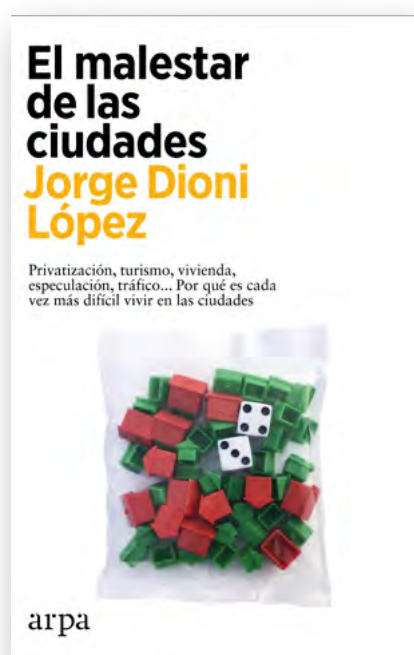 El malestar
de las
ciudades
Jorge Dioni
López
Privatización, turismo, vivienda,
especulación, tráfico... Por qué es cada
vez más difícil vivir en las ciudades
arpa